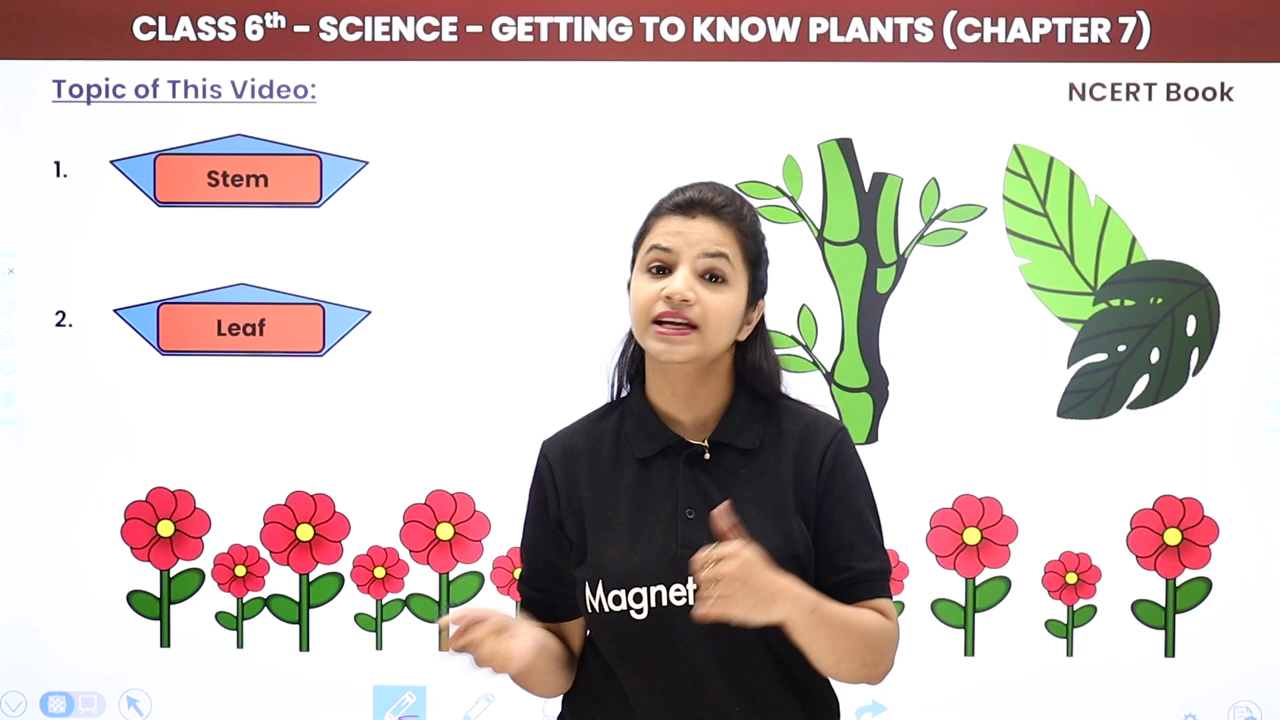 CLASS 6th - SCIENCE - GETTING TO KNOW PLANTS (CHAPTER 7)
Topic of This Video:
NCERT Book
1.
Stem
2.
Leaf
Magnet